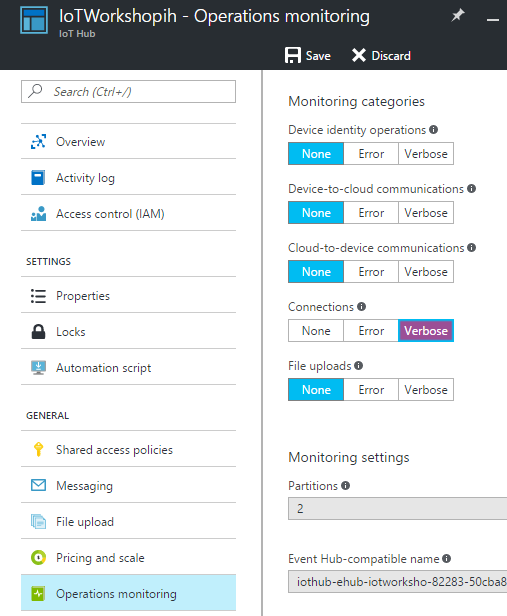 IoTWorkshopih - Operations monitoring
IoT Hub
Save Discard
Search (Ctrl+/)
Overview
Activity log
Access control (IAM)
SETTINGS
Properties
Locks
Automation script
GENERAL
Shared access policies
Messaging
File upload
Pricing and scale
Operations monitoring
Monitoring categories
Device identity operations
None Error Verbose
Device-to-cloud communications
None Error Verbose
Cloud-to-device communications
None Error Verbose
Connections
None Error Verbose
File uploads
None Error Verbose
Monitoring settings
Partitions
2
Event Hub-compatible name
iothub-ehub-iotworksho-82283-50cba8